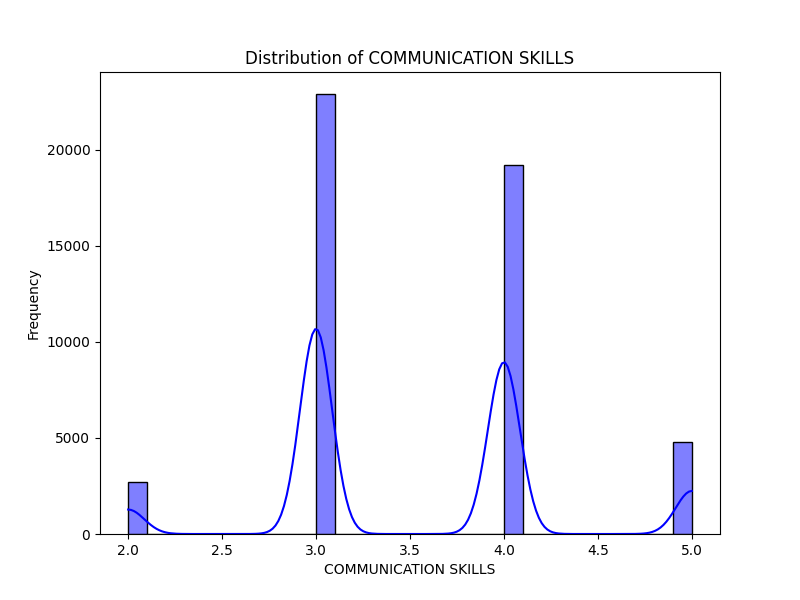 Distribution of COMMUNICATION SKILLS
Frequency
20000
15000
10000
5000
0
2.0 2.5 3.0 3.5 4.0 4.5 5.0
COMMUNICATION SKILLS